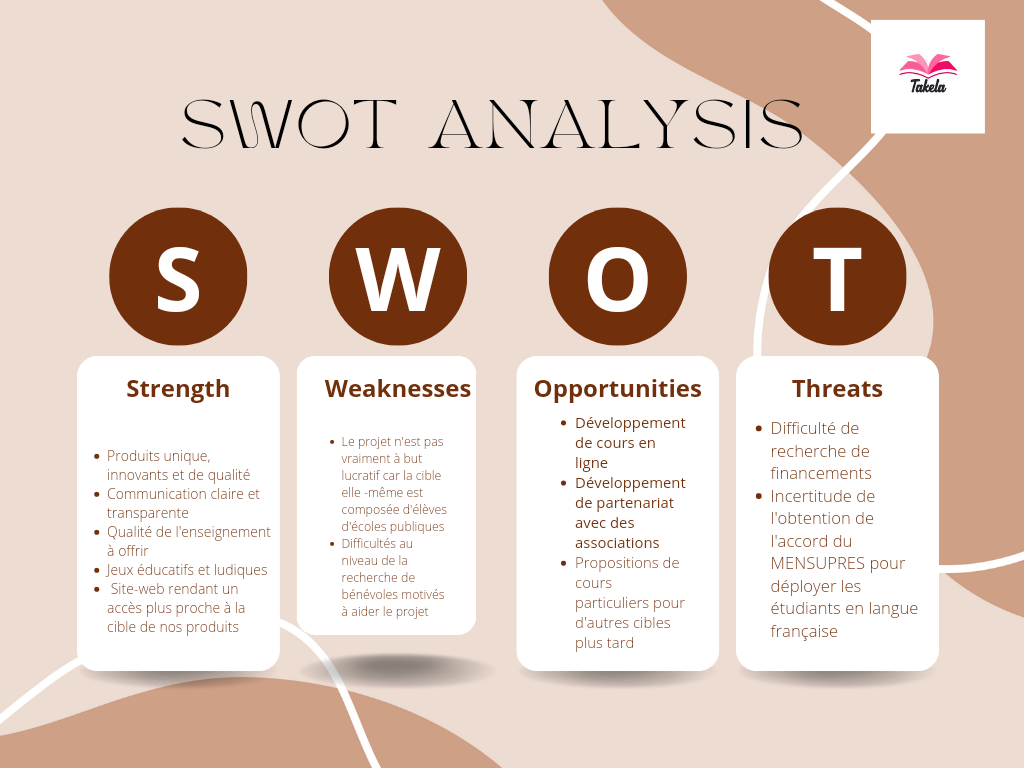 Takela
SWOT ANALYSIS
S
W
O
T
Strength
• Produits unique,
innovants et de qualité
• Communication claire et
transparente
• Qualité de l'enseignement
à offrir
• Jeux éducatifs et ludiques
• Site-web rendant un
accès plus proche à la
cible de nos produits
Weaknesses
• Le projet n'est pas
vraiment à but
lucratif car la cible
elle -même est
composée d'élèves
d'écoles publiques
• Difficultés au
niveau de la
recherche de
bénévoles motivés
à aider le projet
Opportunities
• Développement
de cours en
ligne
• Développement
de partenariat
avec des
associations
• Propositions de
cours
particuliers pour
d'autres cibles
plus tard
Threats
• Difficulté de
recherche de
financements
• Incertitude de
l'obtention de
l'accord du
MENSUPRES pour
déployer les
étudiants en langue
française